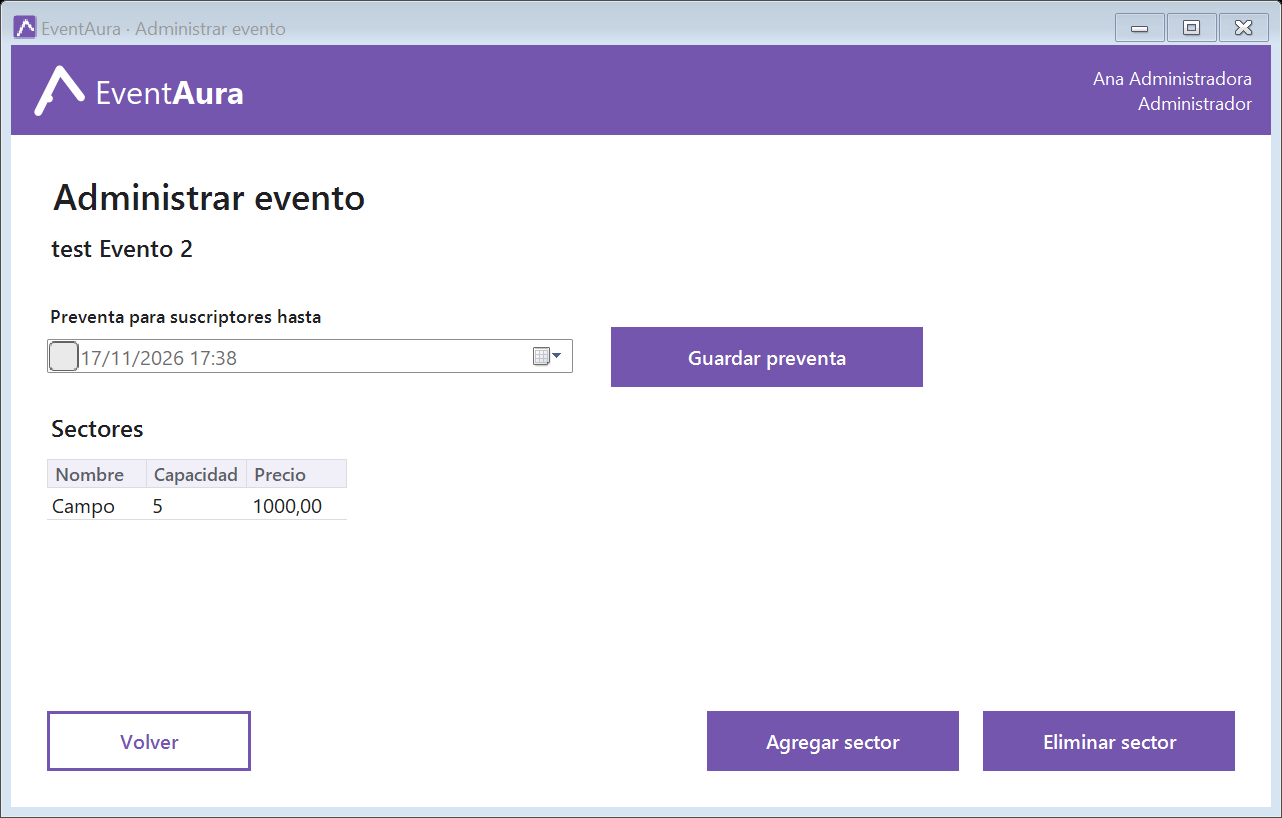 EventAura · Administrar evento
EventAura
Ana Administradora
Administrador
Administrar evento
test Evento 2
Preventa para suscriptores hasta
17/11/2026 17:38
Guardar preventa
Sectores
Nombre Capacidad Precio
Campo 5 1000,00
Volver Agregar sector Eliminar sector